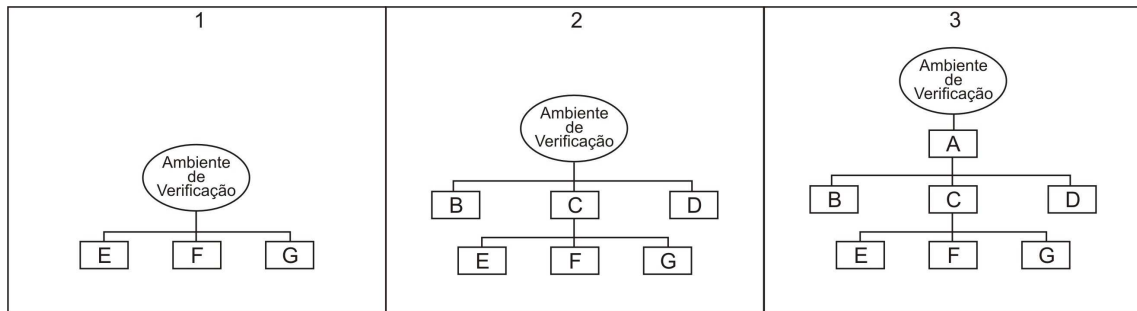 1
Ambiente
de
Verificação
E F G
2
Ambiente
de
Verificação
B C D
E F G
3
Ambiente
de
Verificação
A
B C D
E F G